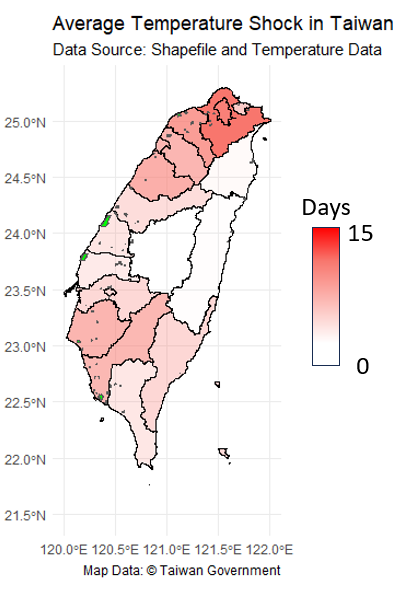 Average Temperature Shock in Taiwan
Data Source: Shapefile and Temperature Data
25.0°N
24.5°N
24.0°N
23.5°N
23.0°N
22.5°N
22.0°N
21.5°N
120.0°E 120.5°E 121.0°E 121.5°E 122.0°E
Days
15
0
Map Data: © Taiwan Government